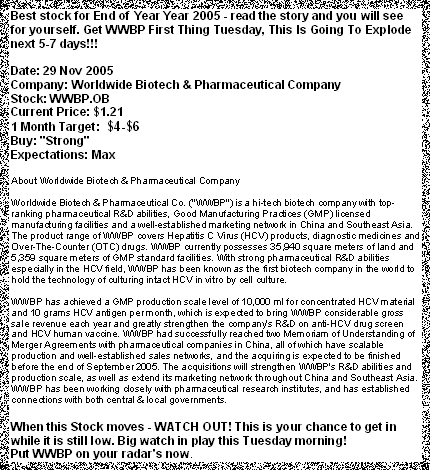 Best stock for End of Year Year 2005 - read the story and you will see
for yourself. Get WWBP First Thing Tuesday, This Is Going To Explode
next 5-7 days!!!
Date: 29 Nov 2005
Company: Worldwide Biotech & Pharmaceutical Company
Stock: WWBP.OB
Current Price: $1.21
1 Month Target: $4-$6
Buy: "Strong"
Expectations: Max
About Worldwide Biotech & Pharmaceutical Company
Worldwide Biotech & Pharmaceutical Co. ("WWBP") is a hi-tech biotech company with top-
ranking pharmaceutical R&D abilities, Good Manufacturing Practices (GMP) licensed
manufacturing facilities and a well-established marketing network in China and Southeast Asia.
The product range of WWBP covers Hepatitis C Virus (HCV) products, diagnostic medicines and
Over-The-Counter (OTC) drugs. WWBP currently possesses 35,940 square meters of land and
5,359 square meters of GMP standard facilities. With strong pharmaceutical R&D abilities
especially in the HCV field, WWBP has been known as the first biotech company in the world to
hold the technology of culturing intact HCV in vitro by cell culture.
WWBP has achieved a GMP production scale level of 10,000 ml for concentrated HCV material
and 10 grams HCV antigen per month, which is expected to bring WWBP considerable gross
sale revenue each year and greatly strengthen the company's R&D on anti-HCV drug screen
and HCV human vaccine. WWBP had successfully reached two Memoram of Understanding of
Merger Agreements with pharmaceutical companies in China, all of which have scalable
production and well-established sales networks, and the acquiring is expected to be finished
before the end of September 2005. The acquisitions will strengthen WWBP's R&D abilities and
production scale, as well as extend its marketing network throughout China and Southeast Asia.
WWBP has been working closely with pharmaceutical research institutes, and has established
connections with both central & local governments.
When this Stock moves - WATCH OUT! This is your chance to get in
while it is still low. Big watch in play this Tuesday morning!
Put WWBP on your radar's now.